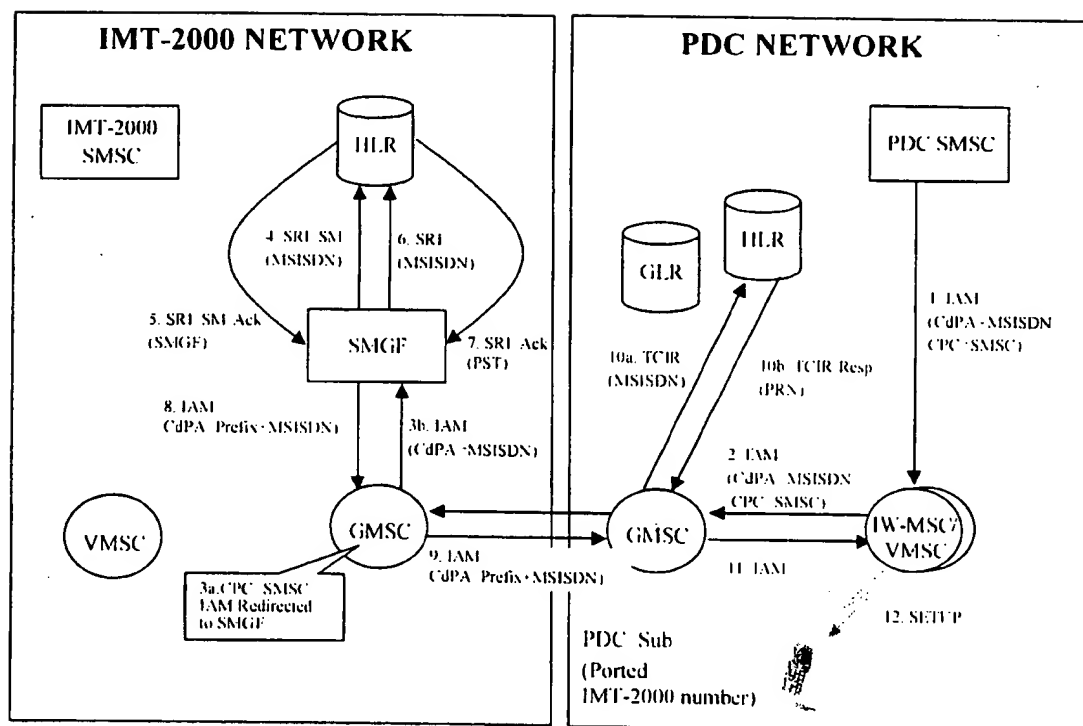 IMT-2000 NETWORK
IMT-2000
SMSC
HLR
4. SRI SM
(MSISDN)
6. SRI
(MSISDN)
5. SRI SM Ack
(SMGF)
SMGF
7. SRI Ack
(PST)
8. IAM
CdPA Prefix+MSISDN)
3b. IAM
(CdPA MSISDN)
VMSC
GMSC
3a.CPC SMSC
IAM Redirected
to SMGF
9. IAM
CdPA Prefix+MSISDN)
PDC NETWORK
PDC SMSC
HLR
GLR
1. IAM
(CdPA MSISDN
CPC SMSC)
10a. TCIR
(MSISDN)
10b. TCIR Resp
(PRN)
2. IAM
(CdPA MSISDN
CPC SMSC)
GMSC
IW-MSC/
VMSC
11. IAM
12. SETUP
PDC Sub
(Ported
IMT-2000 number)